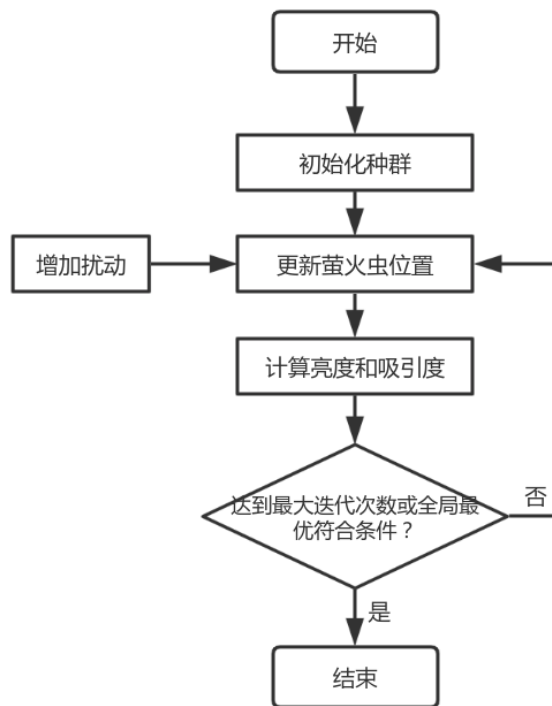 开始
初始化种群
增加扰动
更新萤火虫位置
计算亮度和吸引度
达到最大迭代次数或全局最
优符合条件？
否
是
结束